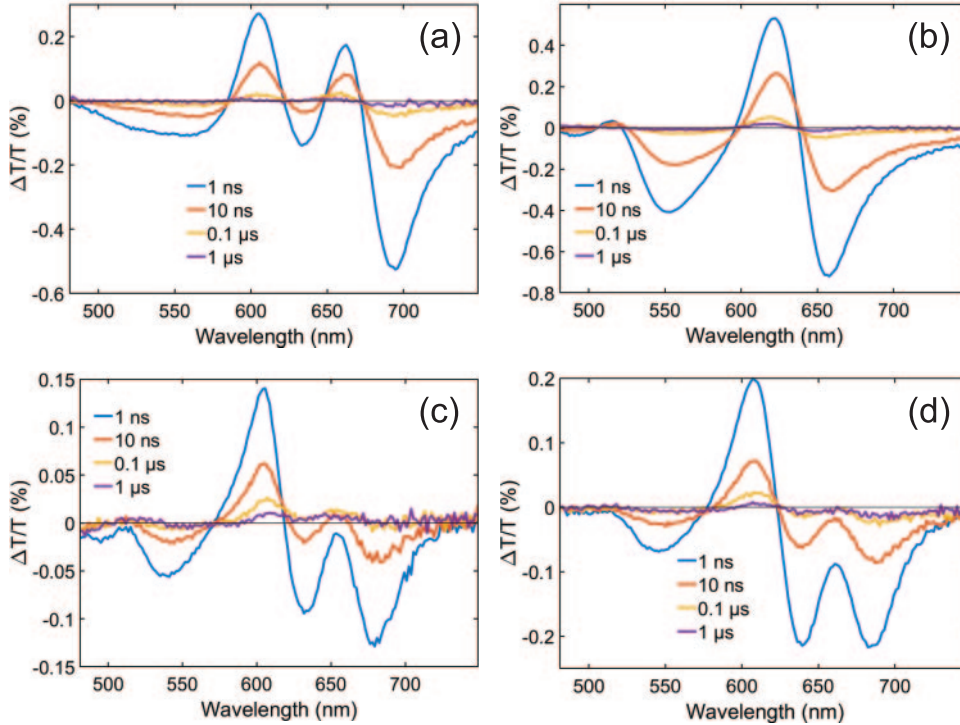 (a)
ΔT/T (%)
0.2
0
-0.2
-0.4
-0.6
1 ns
10 ns
0.1 µs
1 µs
500 550 600 650 700
Wavelength (nm)
(b)
ΔT/T (%)
0.4
0.2
0
-0.2
-0.4
-0.6
-0.8
1 ns
10 ns
0.1 µs
1 µs
500 550 600 650 700
Wavelength (nm)
(c)
ΔT/T (%)
0.15
0.1
0.05
0
-0.05
-0.1
-0.15
1 ns
10 ns
0.1 µs
1 µs
500 550 600 650 700
Wavelength (nm)
(d)
ΔT/T (%)
0.2
0.1
0
-0.1
-0.2
1 ns
10 ns
0.1 µs
1 µs
500 550 600 650 700
Wavelength (nm)